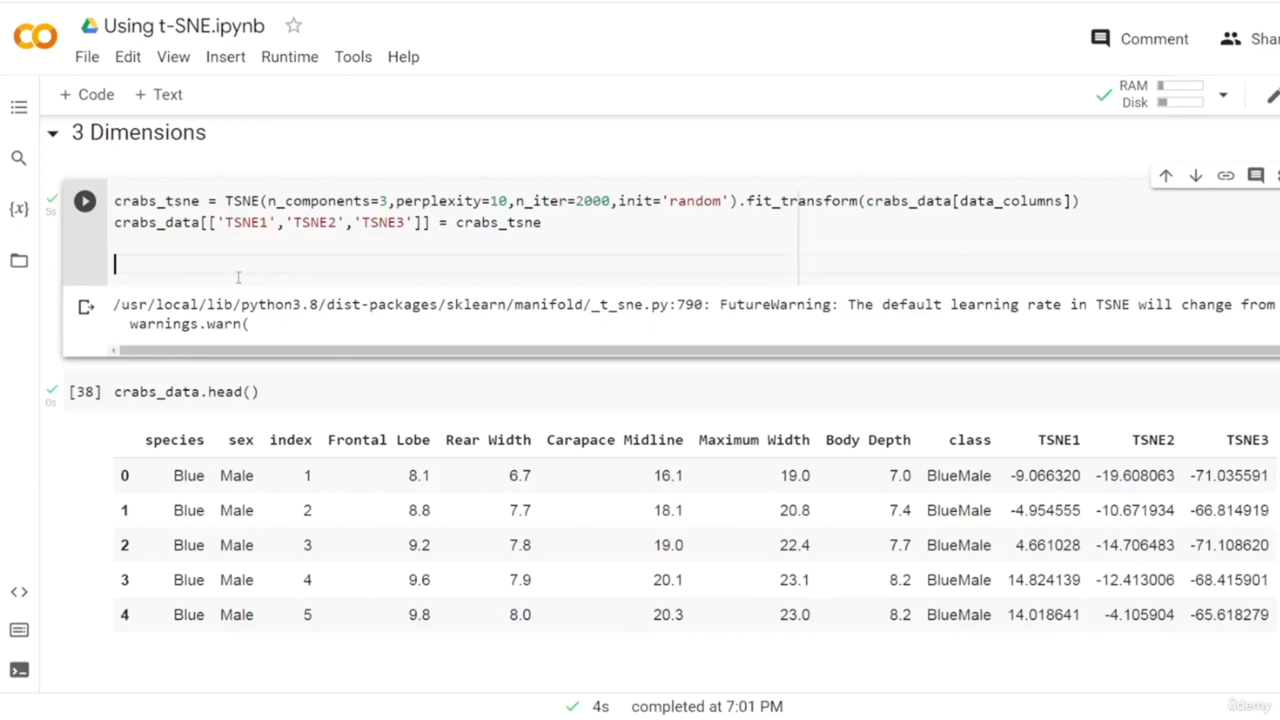 Using t-SNE.ipynb
Comment
File Edit View Insert Runtime Tools Help
+ Code + Text
RAM
Disk
3 Dimensions
5s
crabs_tsne = TSNE(n_components=3,perplexity=10,n_iter=2000,init='random').fit_transform(crabs_data[data_columns])
crabs_data[['TSNE1','TSNE2','TSNE3']] = crabs_tsne
{x}
/usr/local/lib/python3.8/dist-packages/sklearn/manifold/_t_sne.py:790: FutureWarning: The default learning rate in TSNE will change from
warnings.warn(
[38] crabs_data.head()
0s
species sex index Frontal Lobe Rear Width Carapace Midline Maximum Width Body Depth class TSNE1 TSNE2 TSNE3
0 Blue Male 1 8.1 6.7 16.1 19.0 7.0 BlueMale -9.066320 -19.608063 -71.035591
1 Blue Male 2 8.8 7.7 18.1 20.8 7.4 BlueMale -4.954555 -10.671934 -66.814919
2 Blue Male 3 9.2 7.8 19.0 22.4 7.7 BlueMale 4.661028 -14.706483 -71.108620
3 Blue Male 4 9.6 7.9 20.1 23.1 8.2 BlueMale 14.824139 -12.413006 -68.415901
4 Blue Male 5 9.8 8.0 20.3 23.0 8.2 BlueMale 14.018641 -4.105904 -65.618279
4s completed at 7:01 PM
Udemy